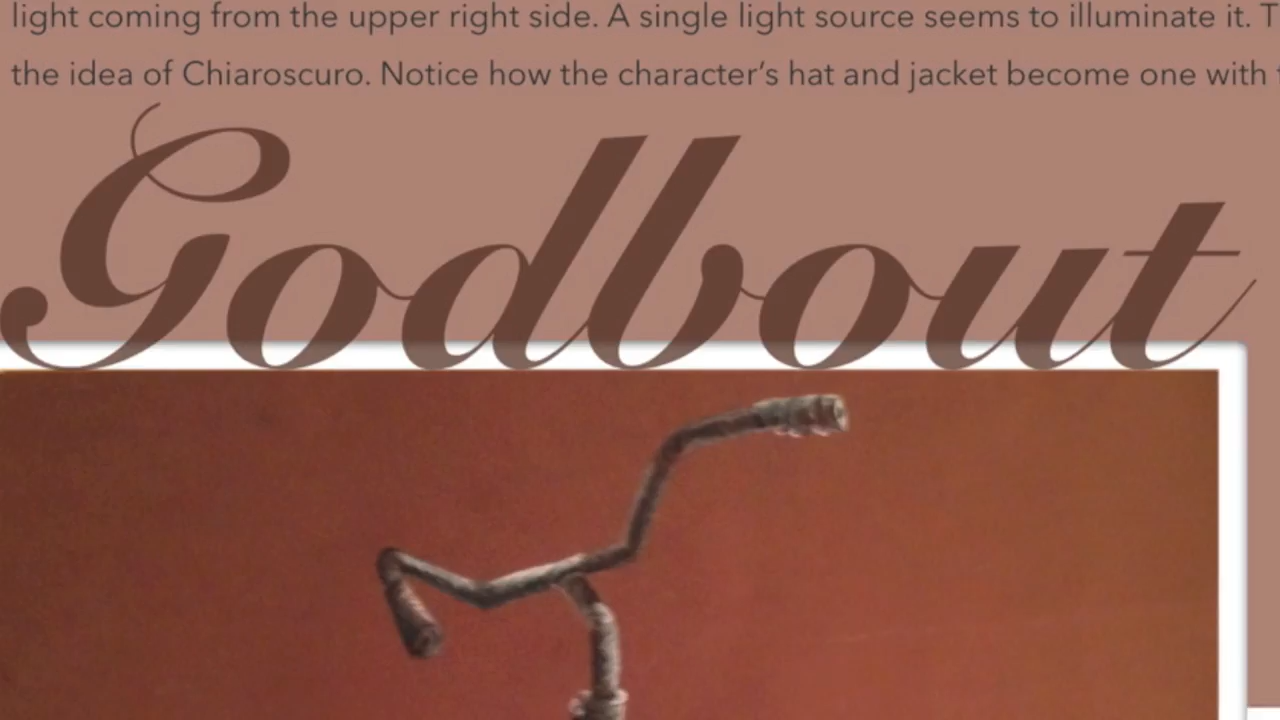 light coming from the upper right side. A single light source seems to illuminate it.
the idea of Chiaroscuro. Notice how the character’s hat and jacket become one with
Godbout